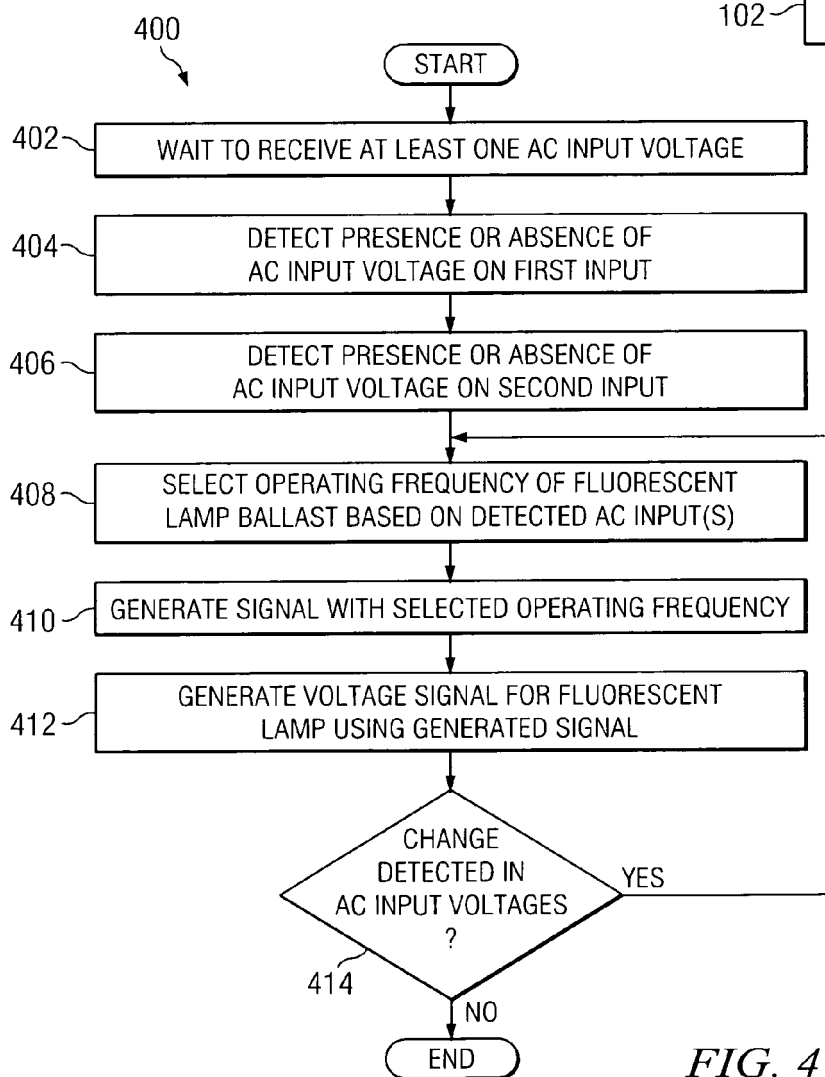 102
400
START
402
WAIT TO RECEIVE AT LEAST ONE AC INPUT VOLTAGE
404
DETECT PRESENCE OR ABSENCE OF
AC INPUT VOLTAGE ON FIRST INPUT
406
DETECT PRESENCE OR ABSENCE OF
AC INPUT VOLTAGE ON SECOND INPUT
408
SELECT OPERATING FREQUENCY OF FLUORESCENT
LAMP BALLAST BASED ON DETECTED AC INPUT(S)
410
GENERATE SIGNAL WITH SELECTED OPERATING FREQUENCY
412
GENERATE VOLTAGE SIGNAL FOR FLUORESCENT
LAMP USING GENERATED SIGNAL
CHANGE
DETECTED IN
AC INPUT VOLTAGES
?
YES
414
NO
END
FIG. 4